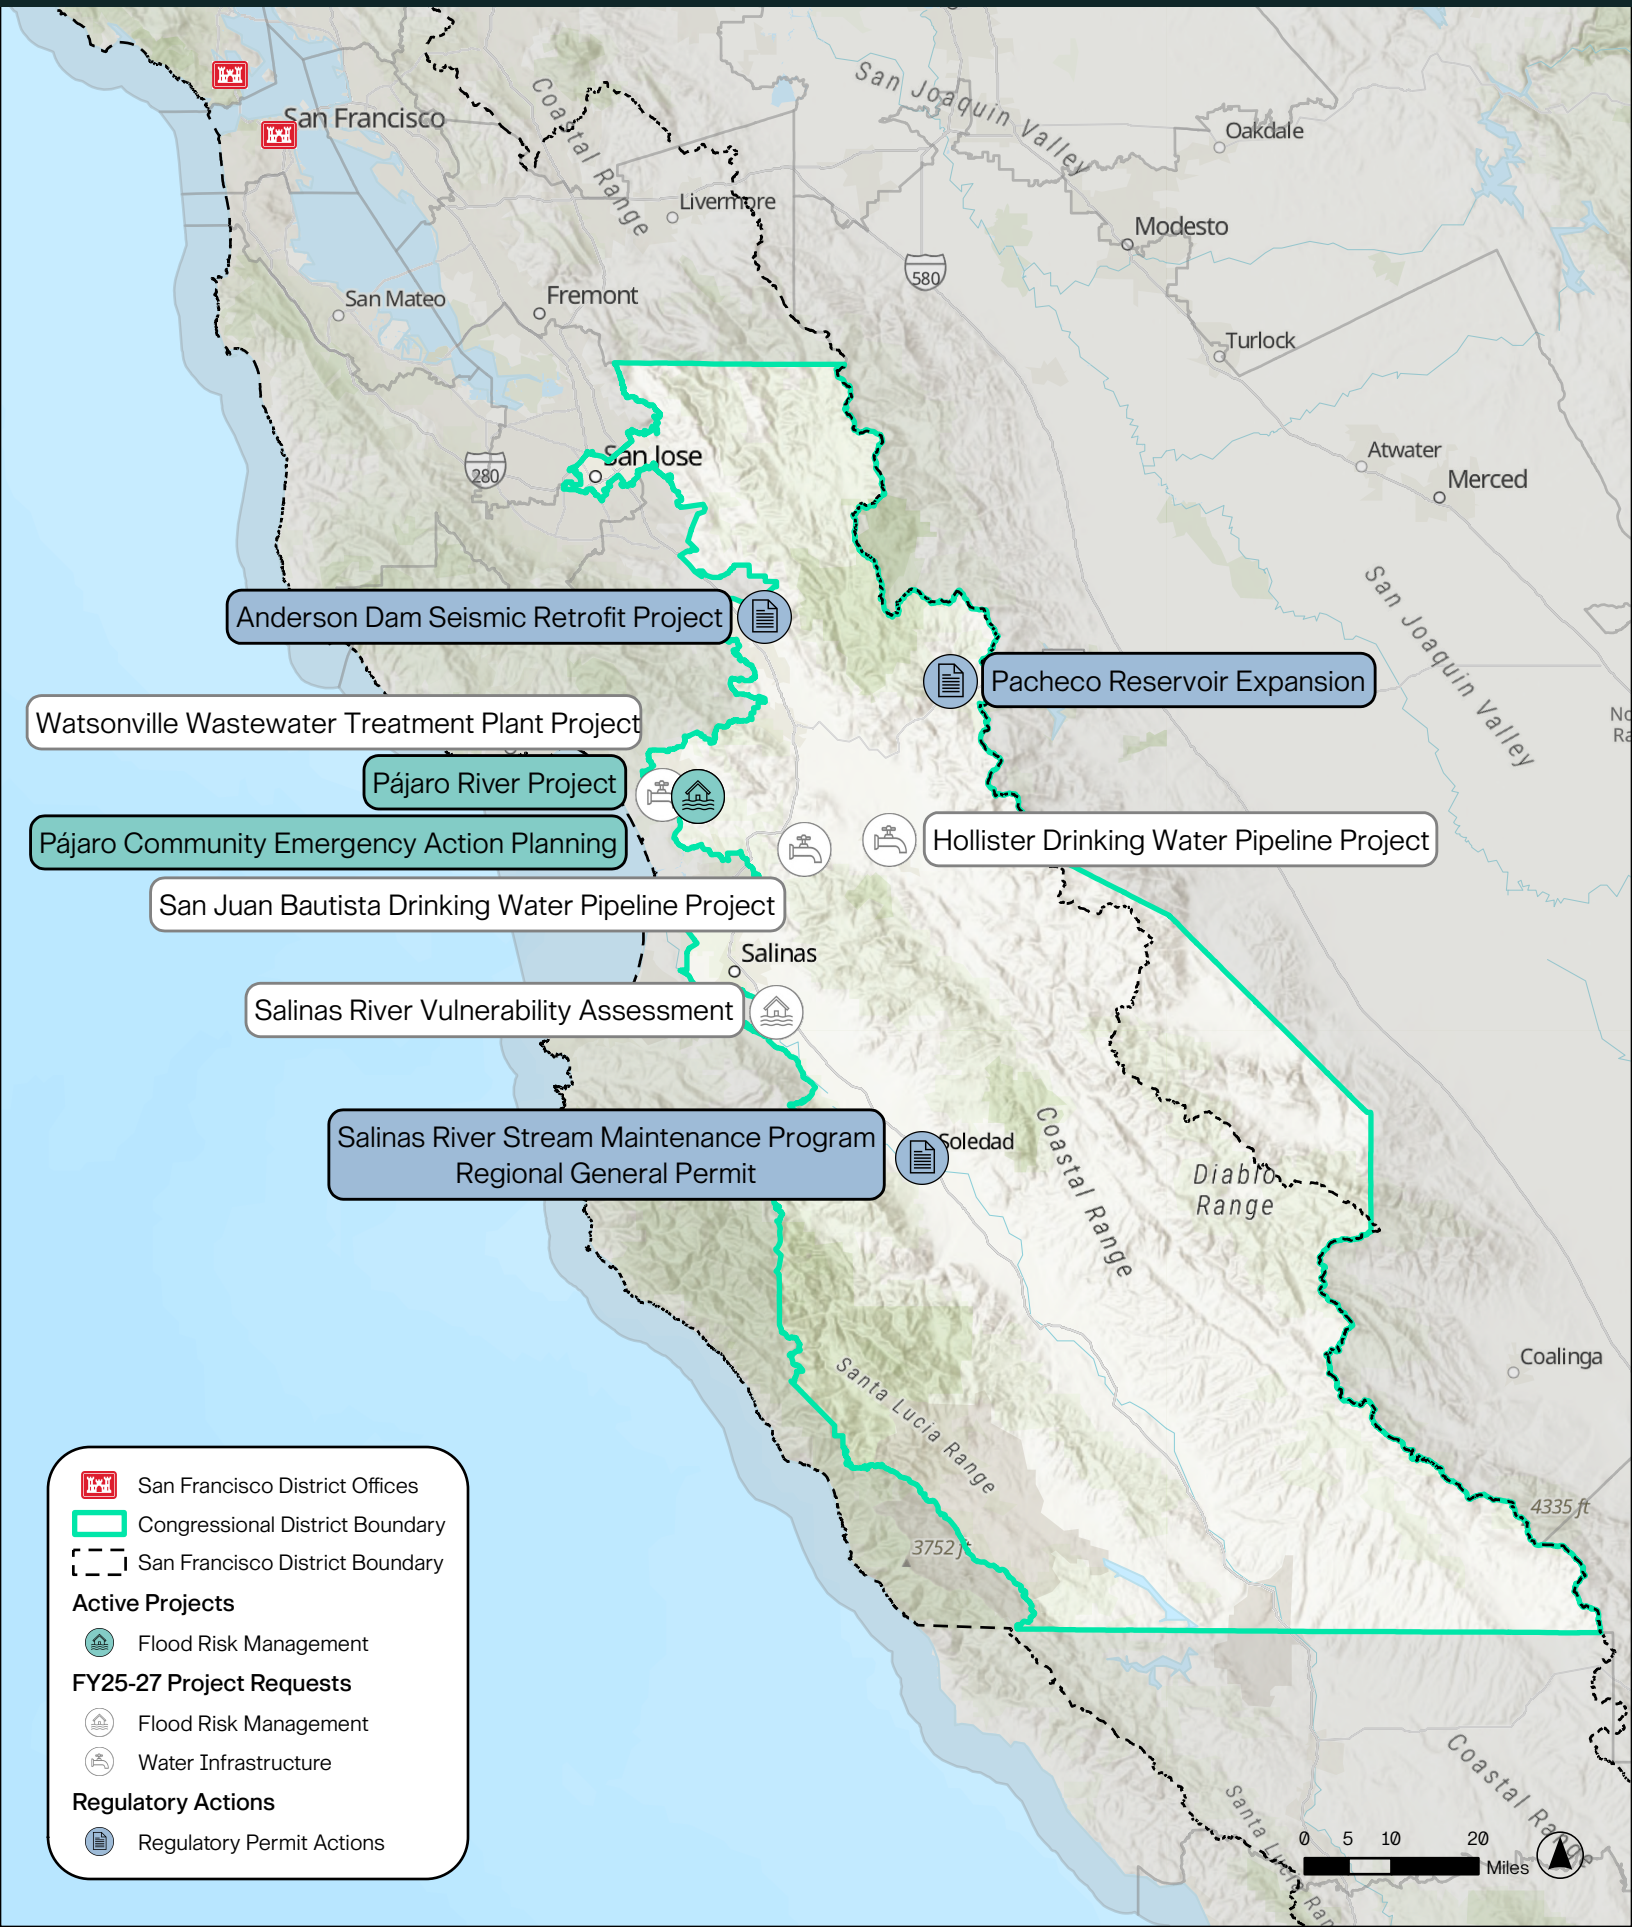 San Francisco
Coastal Range
San Joaquin Valley
Oakdale
Livermore
Modesto
580
San Mateo
Fremont
Turlock
280
San Jose
Atwater
Merced
San Joaquin Valley
Anderson Dam Seismic Retrofit Project
Pacheco Reservoir Expansion
Watsonville Wastewater Treatment Plant Project
Pájaro River Project
Pájaro Community Emergency Action Planning
Hollister Drinking Water Pipeline Project
San Juan Bautista Drinking Water Pipeline Project
Salinas
Salinas River Vulnerability Assessment
Salinas River Stream Maintenance Program
Regional General Permit
Soledad
Coastal Range
Diablo
Range
Coalinga
Santa Lucia Range
4335 ft
3752 ft
San Francisco District Offices
Congressional District Boundary
San Francisco District Boundary
Active Projects
Flood Risk Management
FY25-27 Project Requests
Flood Risk Management
Water Infrastructure
Regulatory Actions
Regulatory Permit Actions
Coastal Range
Santa Lucia Ran
0 5 10 20
Miles